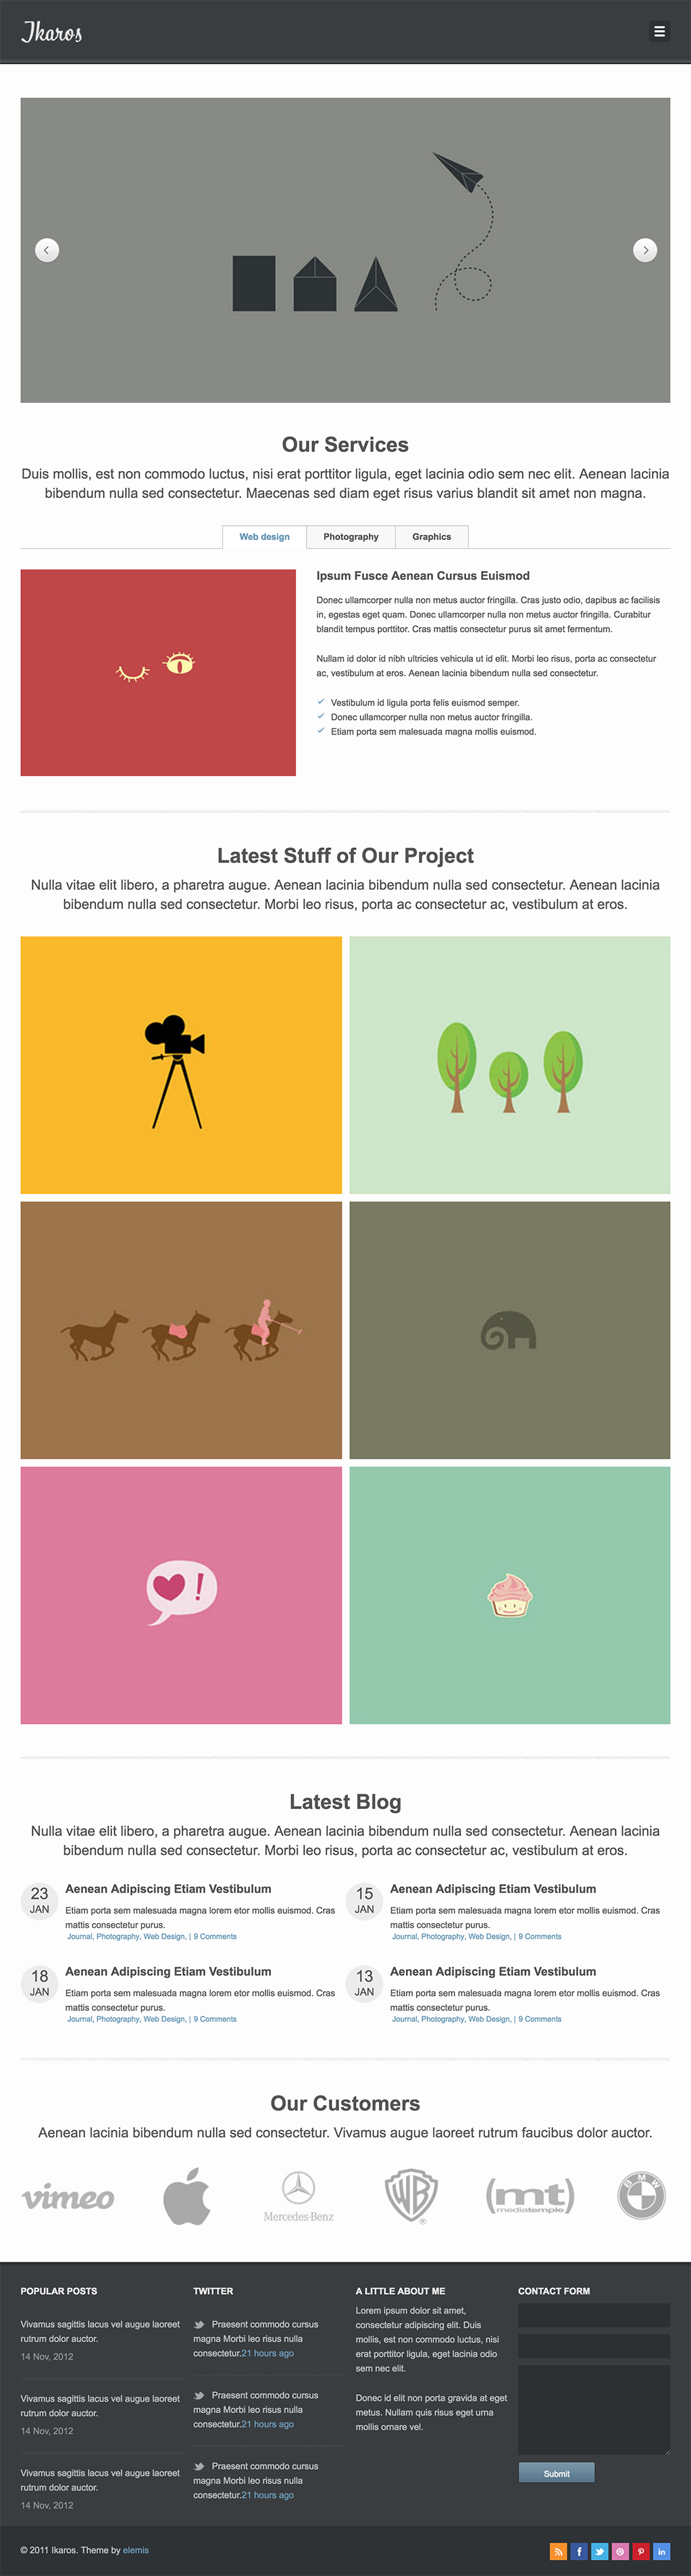 Ikaros
Our Services
Duis mollis, est non commodo luctus, nisi erat porttitor ligula, eget lacinia odio sem nec elit. Aenean lacinia
bibendum nulla sed consectetur. Maecenas sed diam eget risus varius blandit sit amet non magna.
Web design
Photography
Graphics
Ipsum Fusce Aenean Cursus Euismod
Donec ullamcorper nulla non metus auctor fringilla. Cras justo odio, dapibus ac facilisis
in, egestas eget quam. Donec ullamcorper nulla non metus auctor fringilla. Curabitur
blandit tempus porttitor. Cras mattis consectetur purus sit amet fermentum.
Nullam id dolor id nibh ultricies vehicula ut id elit. Morbi leo risus, porta ac consectetur
ac, vestibulum at eros. Aenean lacinia bibendum nulla sed consectetur.
Vestibulum id ligula porta felis euismod semper.
Donec ullamcorper nulla non metus auctor fringilla.
Etiam porta sem malesuada magna mollis euismod.
Latest Stuff of Our Project
Nulla vitae elit libero, a pharetra augue. Aenean lacinia bibendum nulla sed consectetur. Aenean lacinia
bibendum nulla sed consectetur. Morbi leo risus, porta ac consectetur ac, vestibulum at eros.
!
Latest Blog
Nulla vitae elit libero, a pharetra augue. Aenean lacinia bibendum nulla sed consectetur. Aenean lacinia
bibendum nulla sed consectetur. Morbi leo risus, porta ac consectetur ac, vestibulum at eros.
23
JAN
Aenean Adipiscing Etiam Vestibulum
Etiam porta sem malesuada magna lorem etor mollis euismod. Cras
mattis consectetur purus.
Journal, Photography, Web Design, | 9 Comments
15
JAN
Aenean Adipiscing Etiam Vestibulum
Etiam porta sem malesuada magna lorem etor mollis euismod. Cras
mattis consectetur purus.
Journal, Photography, Web Design, | 9 Comments
18
JAN
Aenean Adipiscing Etiam Vestibulum
Etiam porta sem malesuada magna lorem etor mollis euismod. Cras
mattis consectetur purus.
Journal, Photography, Web Design, | 9 Comments
13
JAN
Aenean Adipiscing Etiam Vestibulum
Etiam porta sem malesuada magna lorem etor mollis euismod. Cras
mattis consectetur purus.
Journal, Photography, Web Design, | 9 Comments
Our Customers
Aenean lacinia bibendum nulla sed consectetur. Vivamus augue laoreet rutrum faucibus dolor auctor.
vimeo
Mercedes-Benz
WB
®
(mt)
mediatemple
BMW
POPULAR POSTS
Vivamus sagittis lacus vel augue laoreet
rutrum dolor auctor.
14 Nov, 2012
Vivamus sagittis lacus vel augue laoreet
rutrum dolor auctor.
14 Nov, 2012
Vivamus sagittis lacus vel augue laoreet
rutrum dolor auctor.
14 Nov, 2012
TWITTER
Praesent commodo cursus
magna Morbi leo risus nulla
consectetur.21 hours ago
Praesent commodo cursus
magna Morbi leo risus nulla
consectetur.21 hours ago
Praesent commodo cursus
magna Morbi leo risus nulla
consectetur.21 hours ago
A LITTLE ABOUT ME
Lorem ipsum dolor sit amet,
consectetur adipiscing elit. Duis
mollis, est non commodo luctus, nisi
erat porttitor ligula, eget lacinia odio
sem nec elit.
Donec id elit non porta gravida at eget
metus. Nullam quis risus eget urna
mollis ornare vel.
CONTACT FORM
Submit
© 2011 Ikaros. Theme by elemis
f
in